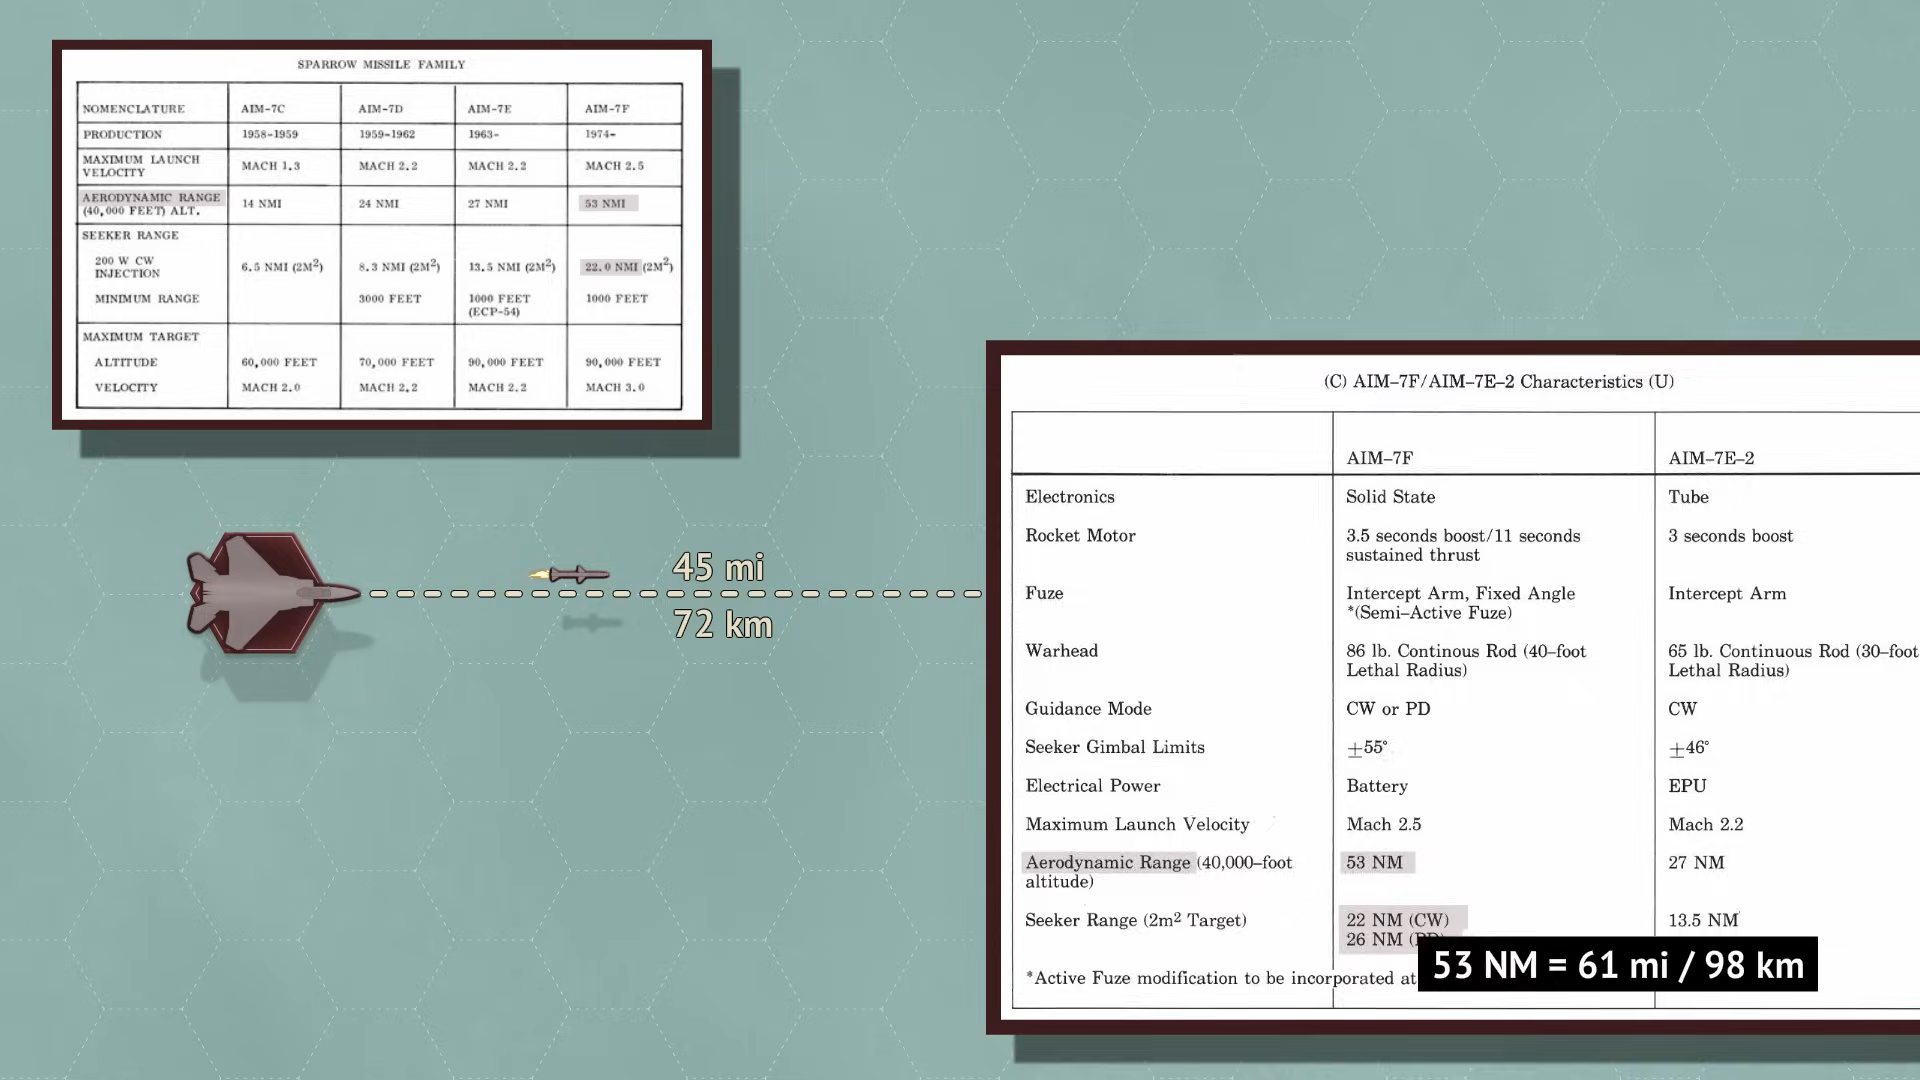 SPARROW MISSILE FAMILY
NOMENCLATURE AIM-7C AIM-7D AIM-7E AIM-7F
PRODUCTION 1958-1959 1959-1962 1963- 1974-
MAXIMUM LAUNCH VELOCITY MACH 1.3 MACH 2.2 MACH 2.2 MACH 2.5
AERODYNAMIC RANGE (40,000 FEET) ALT. 14 NMI 24 NMI 27 NMI 53 NMI
SEEKER RANGE
200 W CW INJECTION 6.5 NMI (2M²) 8.3 NMI (2M²) 13.5 NMI (2M²) 22.0 NMI (2M²)
MINIMUM RANGE 3000 FEET 1000 FEET (ECP-54) 1000 FEET
MAXIMUM TARGET
ALTITUDE 60,000 FEET 70,000 FEET 90,000 FEET 90,000 FEET
VELOCITY MACH 2.0 MACH 2.2 MACH 2.2 MACH 3.0
45 mi
72 km
(C) AIM-7F/AIM-7E-2 Characteristics (U)
AIM-7F AIM-7E-2
Electronics Solid State Tube
Rocket Motor 3.5 seconds boost/11 seconds sustained thrust 3 seconds boost
Fuze Intercept Arm, Fixed Angle *(Semi-Active Fuze) Intercept Arm
Warhead 86 lb. Continous Rod (40-foot Lethal Radius) 65 lb. Continuous Rod (30-foot Lethal Radius)
Guidance Mode CW or PD CW
Seeker Gimbal Limits ±55° ±46°
Electrical Power Battery EPU
Maximum Launch Velocity Mach 2.5 Mach 2.2
Aerodynamic Range (40,000-foot altitude) 53 NM 27 NM
Seeker Range (2m² Target) 22 NM (CW) 13.5 NM
26 NM
*Active Fuze modification to be incorporated at
53 NM = 61 mi / 98 km